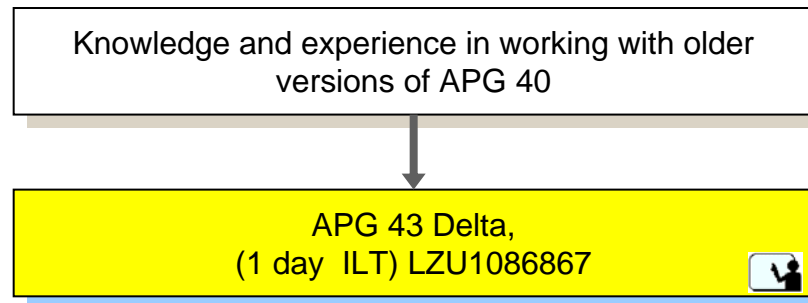 Knowledge and experience in working with older
versions of APG 40
APG 43 Delta,
(1 day ILT) LZU1086867